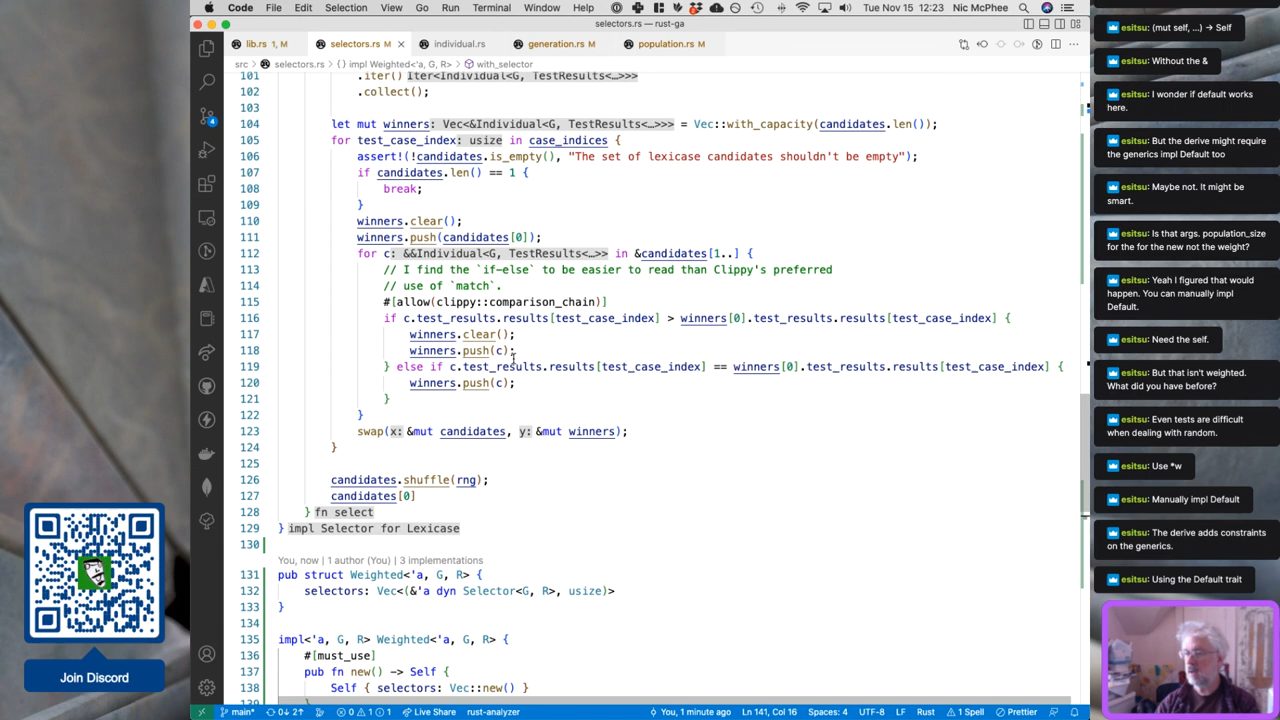 Code File Edit Selection View Go Run Terminal Window Help Tue Nov 15 12:23 Nic McPhee
selectors.rs — rust-ga
lib.rs 1, M selectors.rs M individual.rs generation.rs M population.rs M
src > selectors.rs > {} impl Weighted<'a, G, R> > with_selector
101 .iter() Iter<Individual<G, TestResults<…>>>
102 .collect();
103
104 let mut winners: Vec<&Individual<G, TestResults<…>>> = Vec::with_capacity(candidates.len());
105 for test_case_index: usize in case_indices {
106 assert!(!candidates.is_empty(), "The set of lexicase candidates shouldn't be empty");
107 if candidates.len() == 1 {
108 break;
109 }
110 winners.clear();
111 winners.push(candidates[0]);
112 for c: &&Individual<G, TestResults<…>> in &candidates[1..] {
113 // I find the `if-else` to be easier to read than Clippy's preferred
114 // use of `match`.
115 #[allow(clippy::comparison_chain)]
116 if c.test_results.results[test_case_index] > winners[0].test_results.results[test_case_index] {
117 winners.clear();
118 winners.push(c);
119 } else if c.test_results.results[test_case_index] == winners[0].test_results.results[test_case_index] {
120 winners.push(c);
121 }
122 }
123 swap(x: &mut candidates, y: &mut winners);
124 }
125
126 candidates.shuffle(rng);
127 candidates[0]
128 } fn select
129 } impl Selector for Lexicase
130
You, now | 1 author (You) | 3 implementations
131 pub struct Weighted<'a, G, R> {
132 selectors: Vec<(&'a dyn Selector<G, R>, usize)>
133 }
134
135 impl<'a, G, R> Weighted<'a, G, R> {
136 #[must_use]
137 pub fn new() -> Self {
138 Self { selectors: Vec::new() }
139 }
main* 0↓ 2↑ 0 1 1 Live Share rust-analyzer You, 1 minute ago Ln 141, Col 16 Spaces: 4 UTF-8 LF Rust 1 Spell Prettier
4
Join Discord
esitsu: (mut self, ...) -> Self
esitsu: Without the &
esitsu: I wonder if default works
here.
esitsu: But the derive might require
the generics impl Default too
esitsu: Maybe not. It might be
smart.
esitsu: Is that args. population_size
for the for the new not the weight?
esitsu: Yeah I figured that would
happen. You can manually impl
Default.
esitsu: Need the self.
esitsu: But that isn't weighted.
What did you have before?
esitsu: Even tests are difficult
when dealing with random.
esitsu: Use *w
esitsu: Manually impl Default
esitsu: The derive adds constraints
on the generics.
esitsu: Using the Default trait